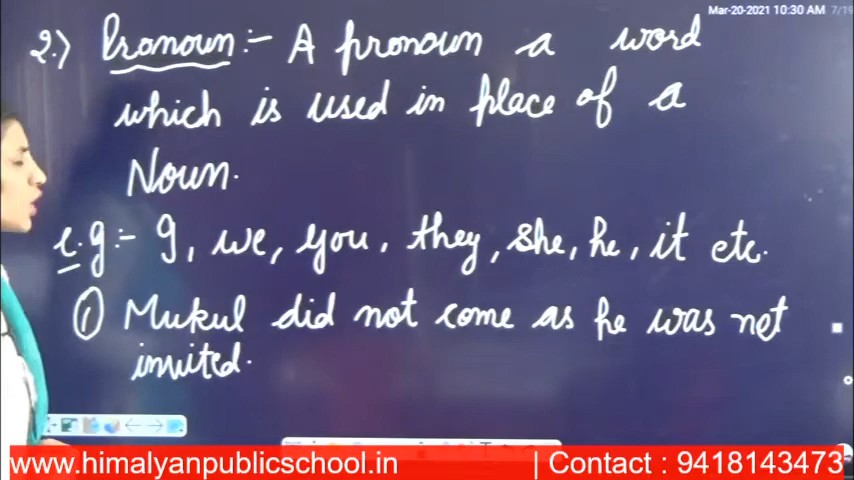 Mar-20-2021 10:30 AM 7/19
2.) Pronoun :- A pronoun a word
which is used in place of a
Noun.
e.g:- I, we, you, they, she, he, it etc.
① Mukul did not come as he was not
invited.
www.himalyanpublicschool.in | Contact : 9418143473